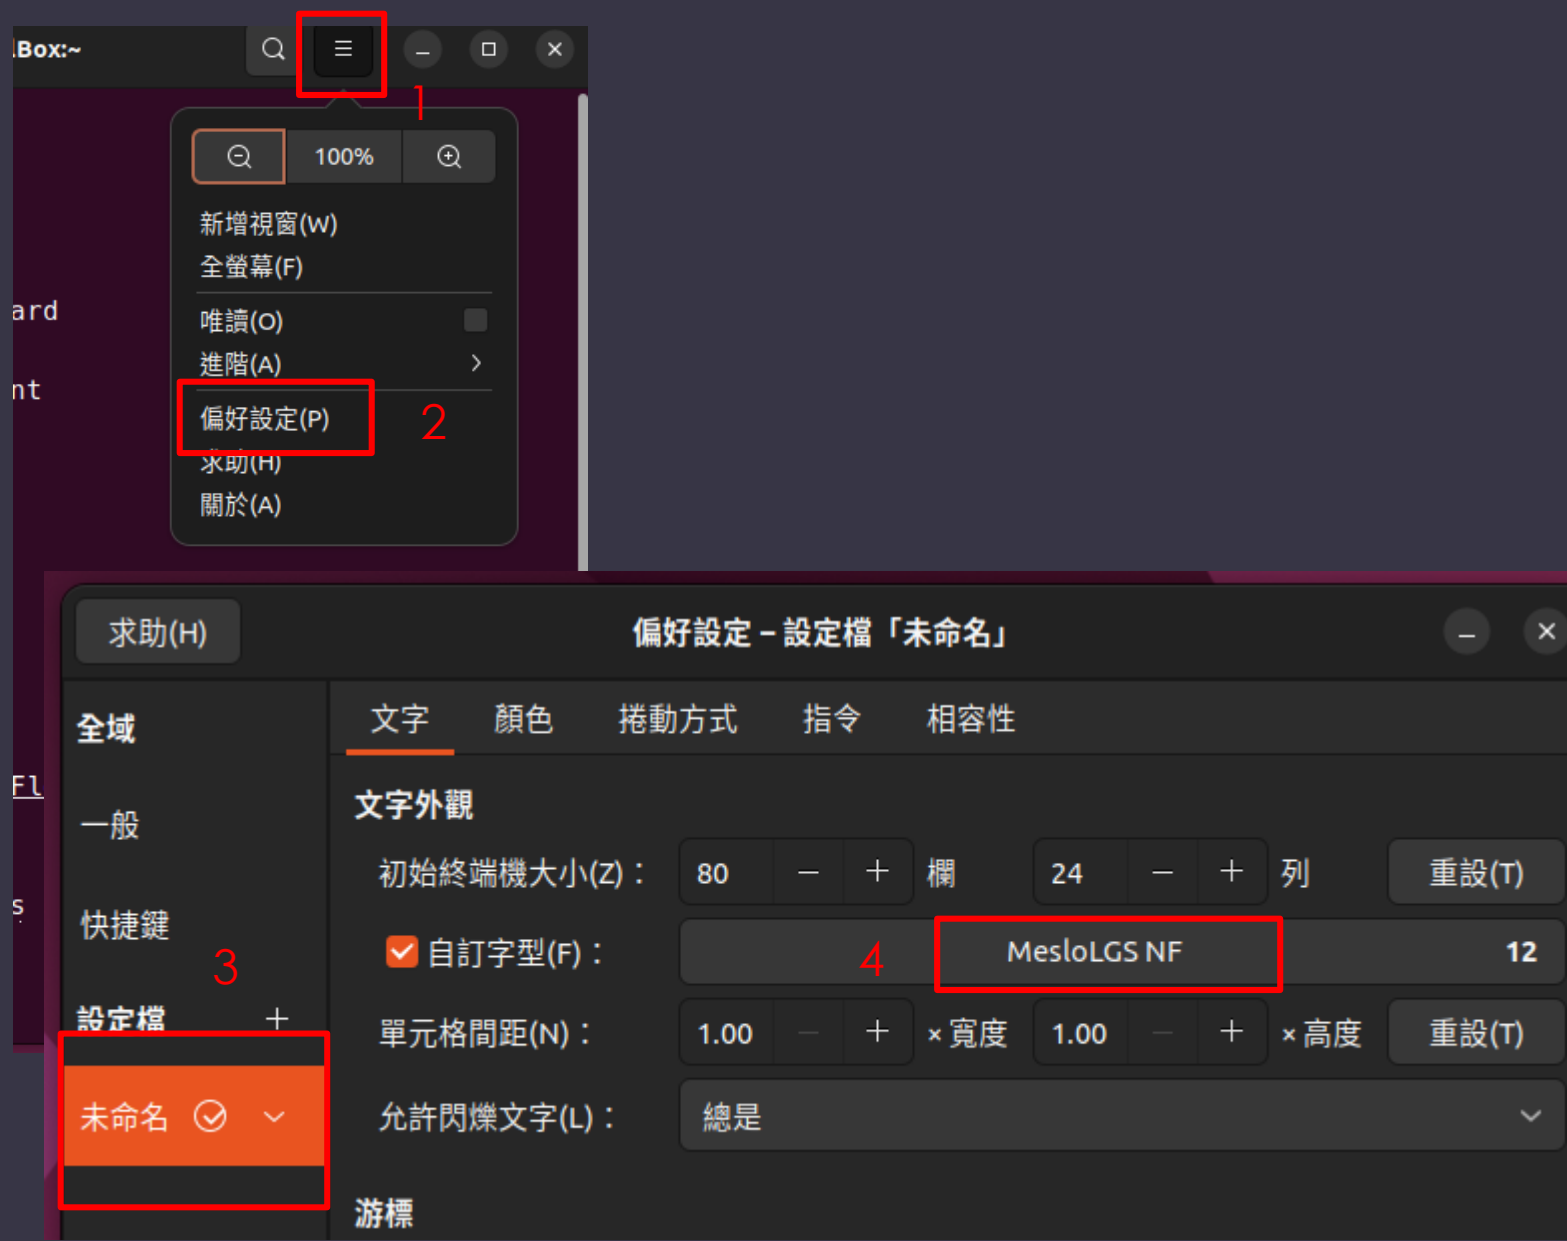 lBox:~
1
100%
新增視窗(W)
全螢幕(F)
ard
唯讀(O)
進階(A)
nt
偏好設定(P)
2
求助(H)
關於(A)
求助(H)
偏好設定 – 設定檔「未命名」
全域
文字 顏色 捲動方式 指令 相容性
Fl
文字外觀
一般
初始終端機大小(Z)： 80 − + 欄 24 − + 列 重設(T)
s
快捷鍵
自訂字型(F)： 4 MesloLGS NF 12
3
設定檔 +
單元格間距(N)： 1.00 − + × 寬度 1.00 − + × 高度 重設(T)
未命名
允許閃爍文字(L)： 總是
游標